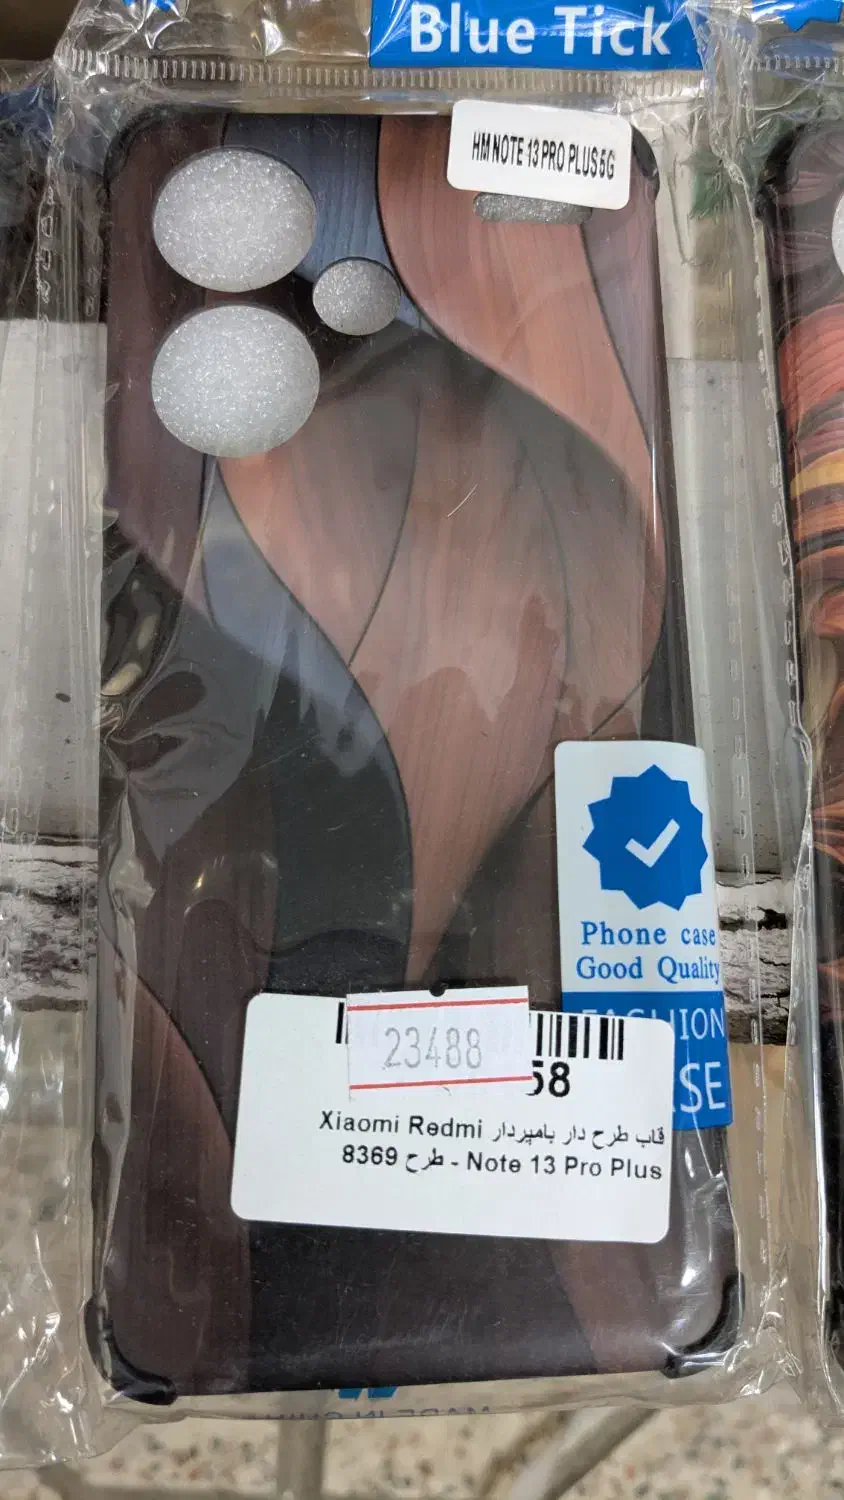 Blue Tick
HM NOTE 13 PRO PLUS 5G
Phone case
Good Quality
23488
58
قاب طرح دار بامپردار Xiaomi Redmi
Note 13 Pro Plus - طرح 8369